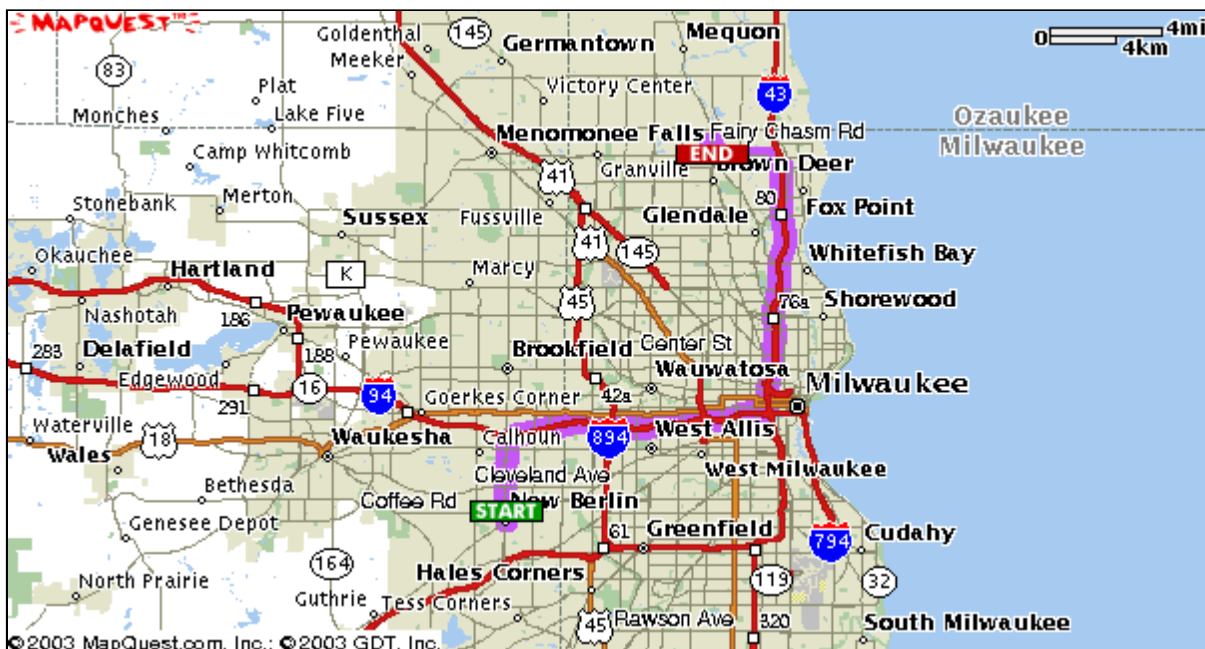 MAPQUEST™
Goldenthal
145
Germantown
Mequon
0
4mi
4km
Meeker
83
Plat
Victory Center
43
Monches
Lake Five
Menomonee Falls
Fairy Chasm Rd
Ozaukee
Milwaukee
Camp Whitcomb
41
END
Brown Deer
Granville
Stonebank
Merton
80
Sussex
Fussville
Glendale
Fox Point
41
145
Okauchee
Hartland
K
Marcy
Whitefish Bay
Nashotah
186
Pewaukee
45
76a
Shorewood
283
Delafield
188
Pewaukee
Brookfield
Center St
Edgewood
Wauwatosa
291
16
94
42a
Milwaukee
Goerkes Corner
Waterville
18
Waukesha
Calhoun
894
West Allis
Wales
Cleveland Ave
West Milwaukee
Bethesda
Coffee Rd
START
New Berlin
Genesee Depot
61
Greenfield
794
Cudahy
164
Hales Corners
119
32
North Prairie
Guthrie
Tess Corners
45
Rawson Ave
320
South Milwaukee
©2003 MapQuest.com, Inc.; ©2003 GDT, Inc.